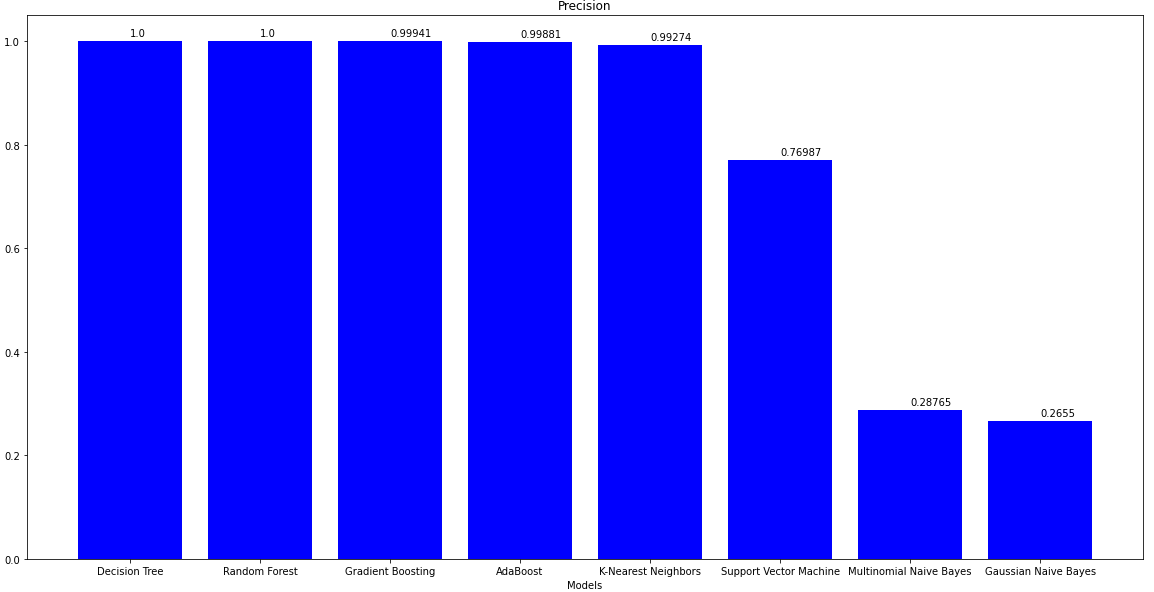 Precision
1.0
1.0
0.99941
0.99881
0.99274
0.76987
0.28765
0.2655
1.0
0.8
0.6
0.4
0.2
0.0
Decision Tree
Random Forest
Gradient Boosting
AdaBoost
K-Nearest Neighbors
Support Vector Machine
Multinomial Naive Bayes
Gaussian Naive Bayes
Models